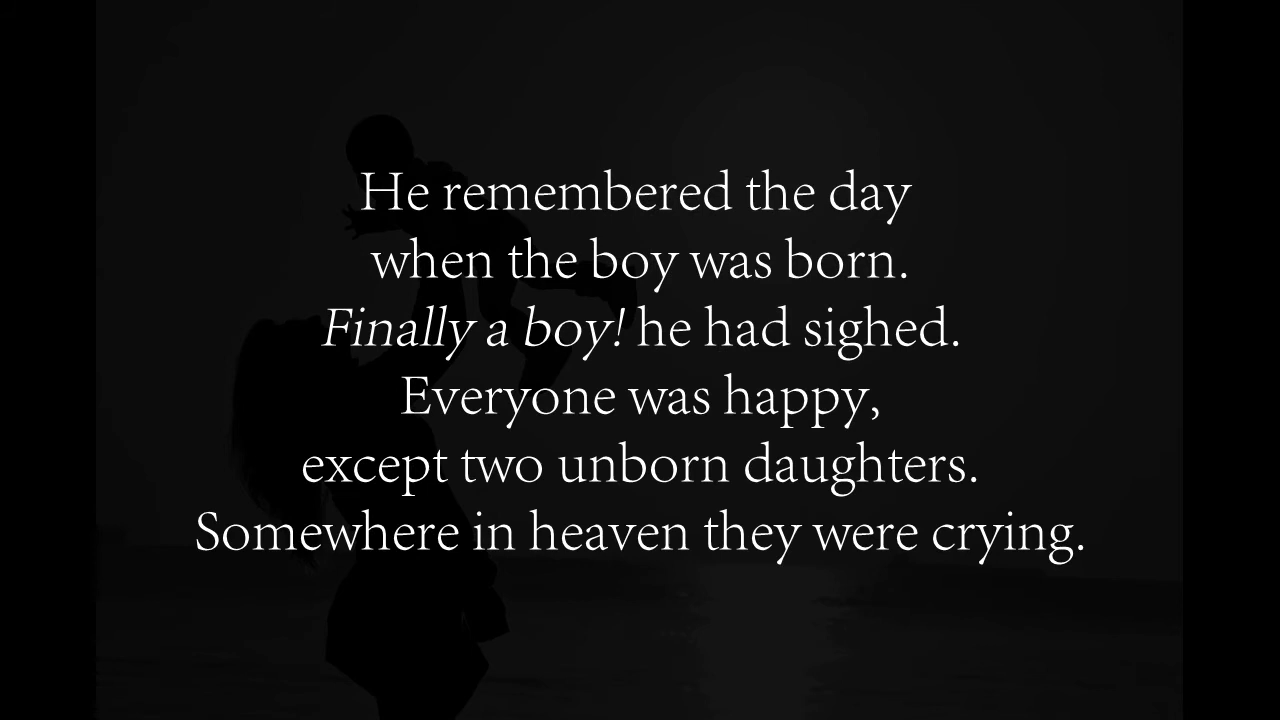 He remembered the day
when the boy was born.
Finally a boy! he had sighed.
Everyone was happy,
except two unborn daughters.
Somewhere in heaven they were crying.